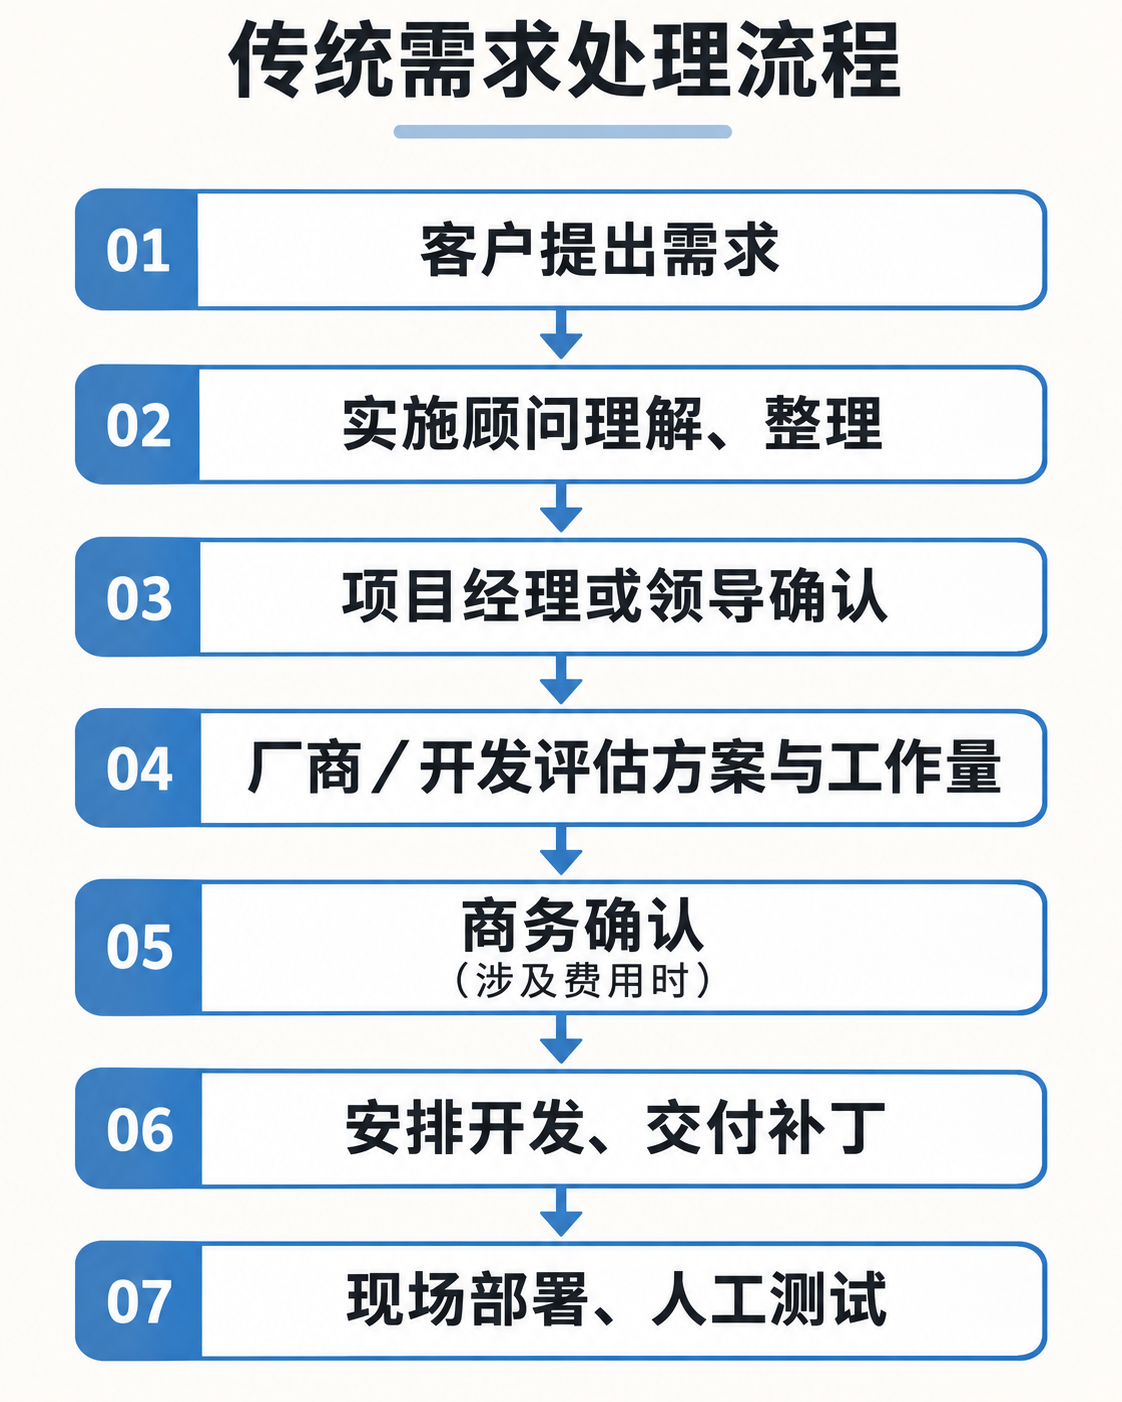 传统需求处理流程
01 客户提出需求
02 实施顾问理解、整理
03 项目经理或领导确认
04 厂商／开发评估方案与工作量
05 商务确认
（涉及费用时）
06 安排开发、交付补丁
07 现场部署、人工测试